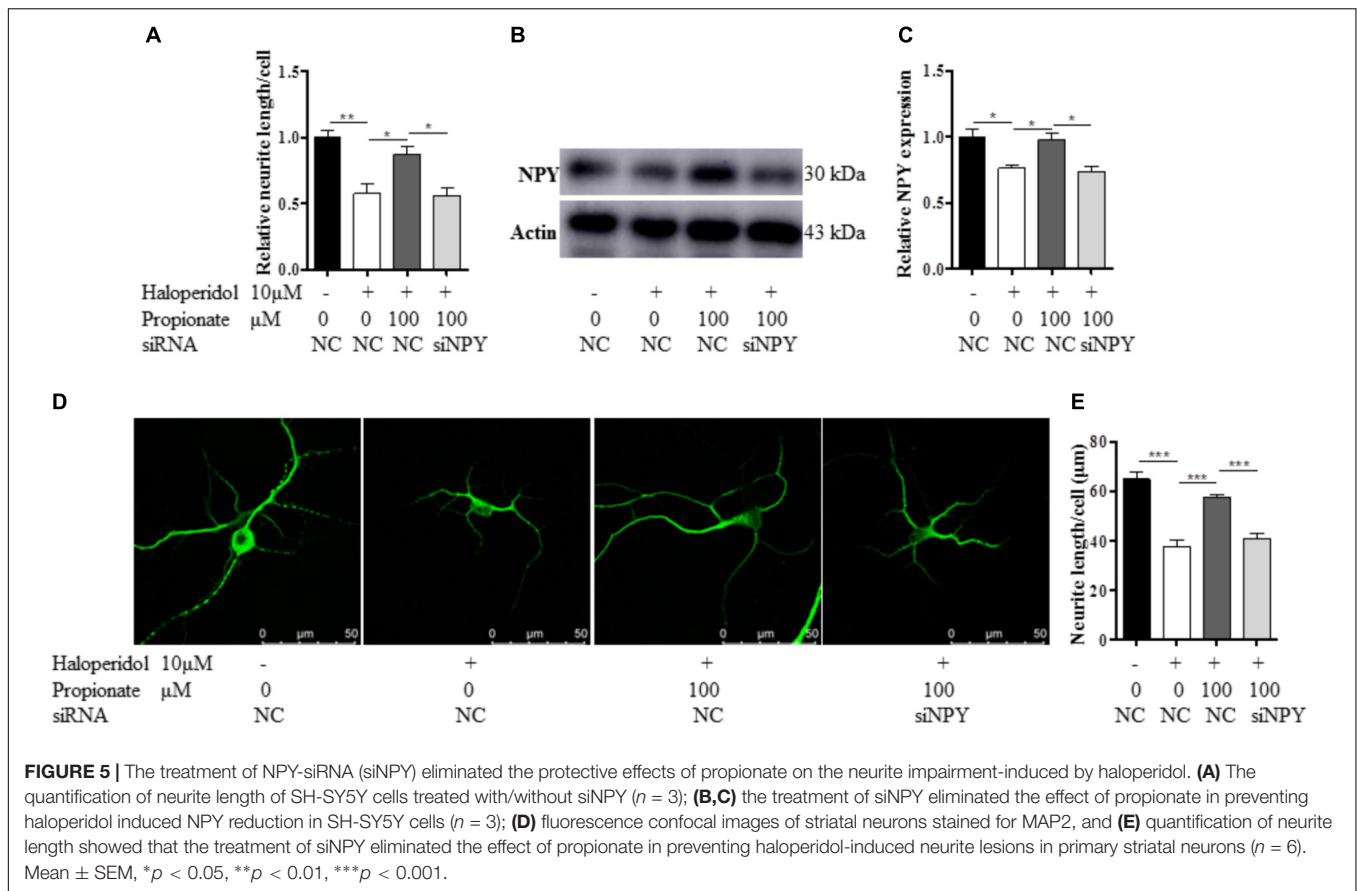 A
B
C
Relative neurite length/cell
1.5
1.0
0.5
0.0
**
*
*
Haloperidol 10μM - + + +
Propionate μM 0 0 100 100
siRNA NC NC NC siNPY
NPY
30 kDa
Actin
43 kDa
- + + +
0 0 100 100
NC NC NC siNPY
Relative NPY expression
1.5
1.0
0.5
0.0
*
*
*
- + + +
0 0 100 100
NC NC NC siNPY
D
E
0 μm 50
0 μm 50
0 μm 50
0 μm 50
Haloperidol 10μM - + + +
Propionate μM 0 0 100 100
siRNA NC NC NC siNPY
Neurite length/cell (μm)
80
60
40
20
0
***
***
***
- + + +
0 0 100 100
NC NC NC siNPY
FIGURE 5 | The treatment of NPY-siRNA (siNPY) eliminated the protective effects of propionate on the neurite impairment-induced by haloperidol. (A) The
quantification of neurite length of SH-SY5Y cells treated with/without siNPY (n = 3); (B,C) the treatment of siNPY eliminated the effect of propionate in preventing
haloperidol induced NPY reduction in SH-SY5Y cells (n = 3); (D) fluorescence confocal images of striatal neurons stained for MAP2, and (E) quantification of neurite
length showed that the treatment of siNPY eliminated the effect of propionate in preventing haloperidol-induced neurite lesions in primary striatal neurons (n = 6).
Mean ± SEM, *p < 0.05, **p < 0.01, ***p < 0.001.